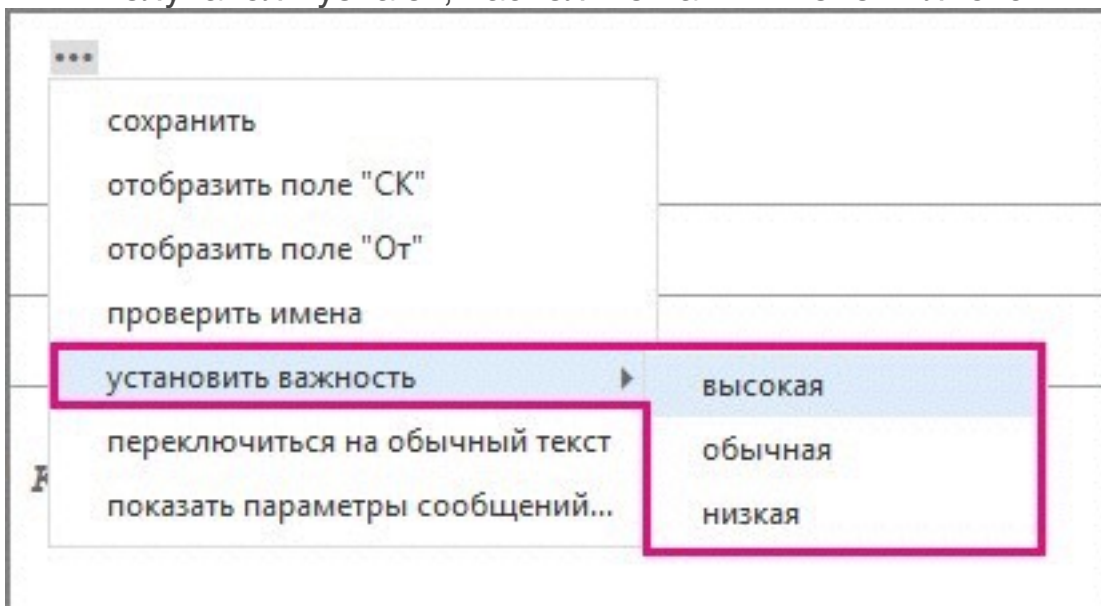 •••
сохранить
отобразить поле "СК"
отобразить поле "От"
проверить имена
установить важность
высокая
переключиться на обычный текст
обычная
показать параметры сообщений...
низкая